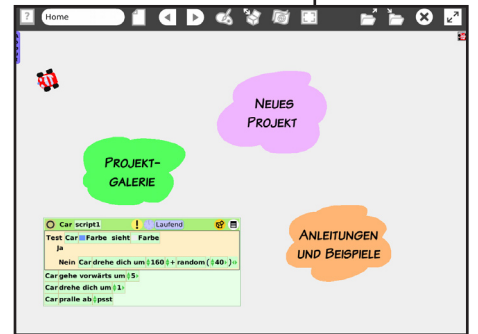 Home
NEUES
PROJEKT
PROJEKT-
GALERIE
Car script1 ! Laufend
Test Car Farbe sieht Farbe
Ja
Nein Car drehe dich um 160 + random ( 40 )
Car gehe vorwärts um 5
Car drehe dich um 1
Car pralle ab psst
ANLEITUNGEN
UND BEISPIELE